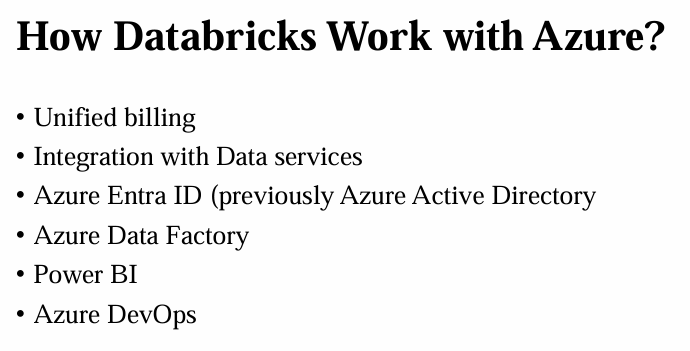 How Databricks Work with Azure?
• Unified billing
• Integration with Data services
• Azure Entra ID (previously Azure Active Directory
• Azure Data Factory
• Power BI
• Azure DevOps